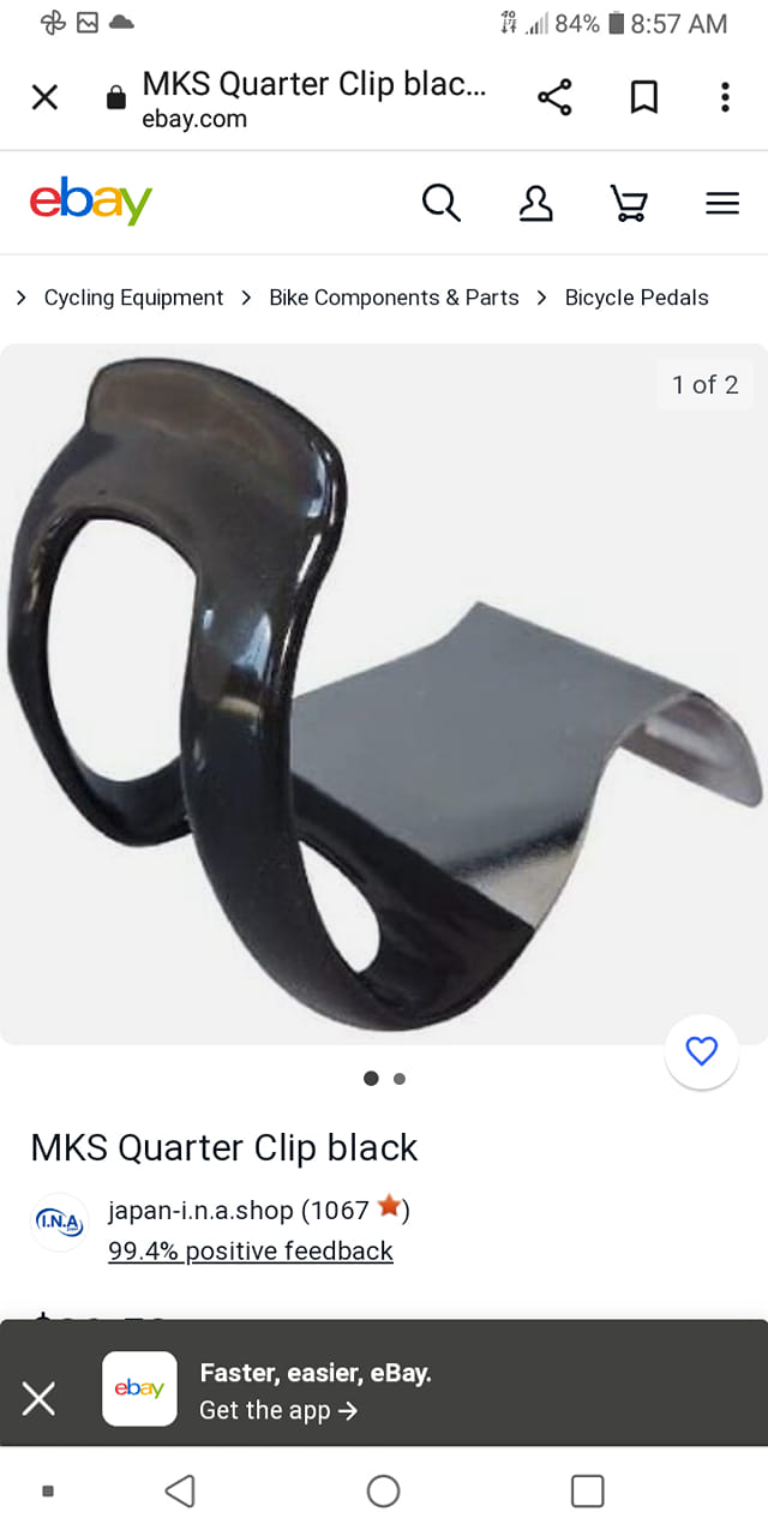 84% 8:57 AM
MKS Quarter Clip blac...
ebay.com
ebay
> Cycling Equipment > Bike Components & Parts > Bicycle Pedals
1 of 2
MKS Quarter Clip black
I.N.A
japan-i.n.a.shop (1067 ★)
99.4% positive feedback
ebay
Faster, easier, eBay.
Get the app →